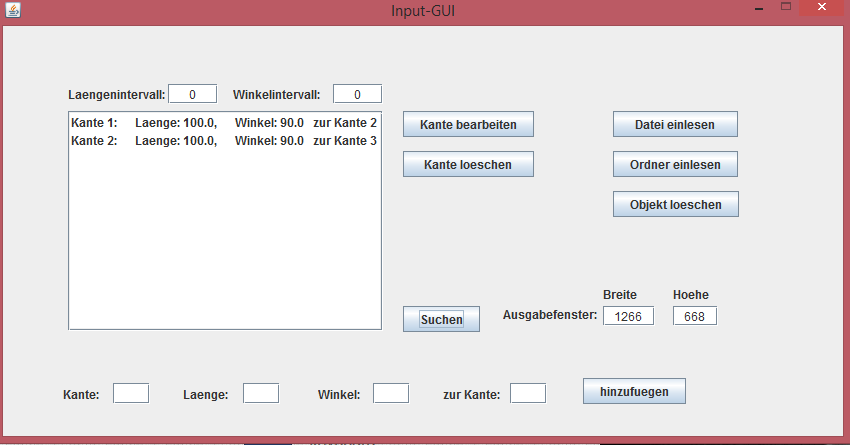 Input-GUI
Laengenintervall: 0 Winkelintervall: 0
Kante 1: Laenge: 100.0, Winkel: 90.0 zur Kante 2
Kante 2: Laenge: 100.0, Winkel: 90.0 zur Kante 3
Kante bearbeiten
Datei einlesen
Kante loeschen
Ordner einlesen
Objekt loeschen
Breite Hoehe
Suchen
Ausgabefenster: 1266 668
Kante: Laenge: Winkel: zur Kante: hinzufuegen